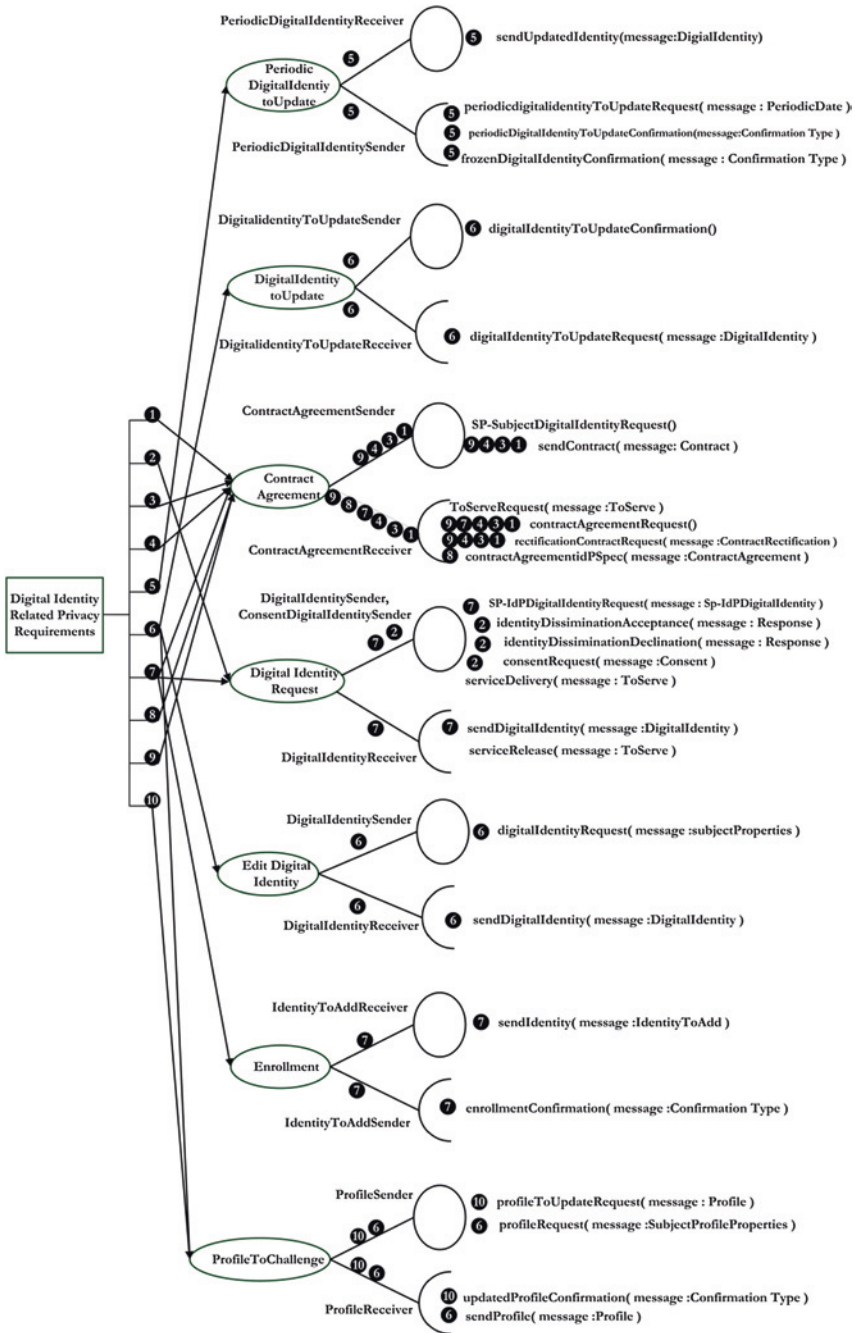 PeriodicDigitalIdentityReceiver
5 sendUpdatedIdentity(message:DigialIdentity)
5
Periodic
DigitalIdentiy
toUpdate
5
5 periodicdigitalidentityToUpdateRequest( message : PeriodicDate )
5 periodicDigitalIdentityToUpdateConfirmation(message:Confirmation Type )
5 frozenDigitalIdentityConfirmation( message : Confirmation Type )
PeriodicDigitalIdentitySender
DigitalidentityToUpdateSender
6 digitalIdentityToUpdateConfirmation()
6
DigitalIdentity
toUpdate
6
6 digitalIdentityToUpdateRequest( message :DigitalIdentity )
DigitalidentityToUpdateReceiver
Digital Identity
Related Privacy
Requirements
1
2
3
4
5
6
7
8
9
10
ContractAgreementSender
SP-SubjectDigitalIdentityRequest()
9 4 3 1 sendContract( message: Contract )
9 4 3 1
Contract
Agreement
9 8 7 4 3 1
ToServeRequest( message :ToServe )
9 7 4 3 1 contractAgreementRequest()
9 4 3 1 rectificationContractRequest( message :ContractRectification )
8 contractAgreementidPSpec( message :ContractAgreement )
ContractAgreementReceiver
DigitalIdentitySender,
ConsentDigitalIdentitySender
7 SP-IdPDigitalIdentityRequest( message : Sp-IdPDigitalIdentity )
2 identityDissiminationAcceptance( message : Response )
2 identityDissiminationDeclination( message : Response )
2 consentRequest( message :Consent )
serviceDelivery( message : ToServe )
7 2
Digital Identity
Request
7
7 sendDigitalIdentity( message :DigitalIdentity )
serviceRelease( message : ToServe )
DigitalIdentityReceiver
DigitalIdentitySender
6 digitalIdentityRequest( message :subjectProperties )
6
Edit Digital
Identity
6
6 sendDigitalIdentity( message :DigitalIdentity )
DigitalIdentityReceiver
IdentityToAddReceiver
7 sendIdentity( message :IdentityToAdd )
7
Enrollment
7
7 enrollmentConfirmation( message :Confirmation Type )
IdentityToAddSender
ProfileSender
10 profileToUpdateRequest( message : Profile )
6 profileRequest( message :SubjectProfileProperties )
10 6
ProfileToChallenge
10 6
10 updatedProfileConfirmation( message :Confirmation Type )
6 sendProfile( message :Profile )
ProfileReceiver